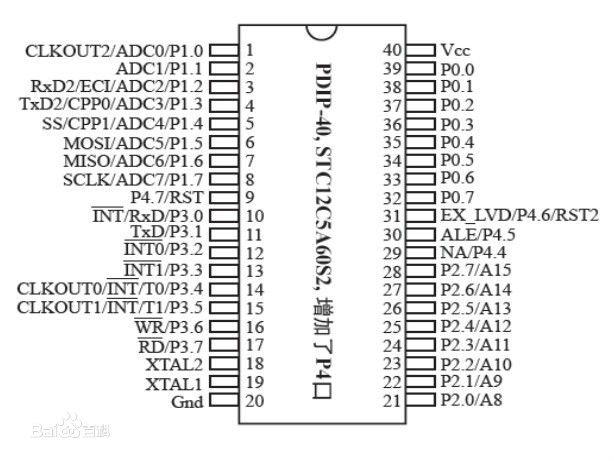 CLKOUT2/ADC0/P1.0 1
ADC1/P1.1 2
RxD2/ECI/ADC2/P1.2 3
TxD2/CPP0/ADC3/P1.3 4
SS/CPP1/ADC4/P1.4 5
MOSI/ADC5/P1.5 6
MISO/ADC6/P1.6 7
SCLK/ADC7/P1.7 8
P4.7/RST 9
INT/RxD/P3.0 10
TxD/P3.1 11
INT0/P3.2 12
INT1/P3.3 13
CLKOUT0/INT/T0/P3.4 14
CLKOUT1/INT/T1/P3.5 15
WR/P3.6 16
RD/P3.7 17
XTAL2 18
XTAL1 19
Gnd 20
PDIP-40, STC12C5A60S2, 增加了P4口
40 Vcc
39 P0.0
38 P0.1
37 P0.2
36 P0.3
35 P0.4
34 P0.5
33 P0.6
32 P0.7
31 EX_LVD/P4.6/RST2
30 ALE/P4.5
29 NA/P4.4
28 P2.7/A15
27 P2.6/A14
26 P2.5/A13
25 P2.4/A12
24 P2.3/A11
23 P2.2/A10
22 P2.1/A9
21 P2.0/A8
Baidu百科